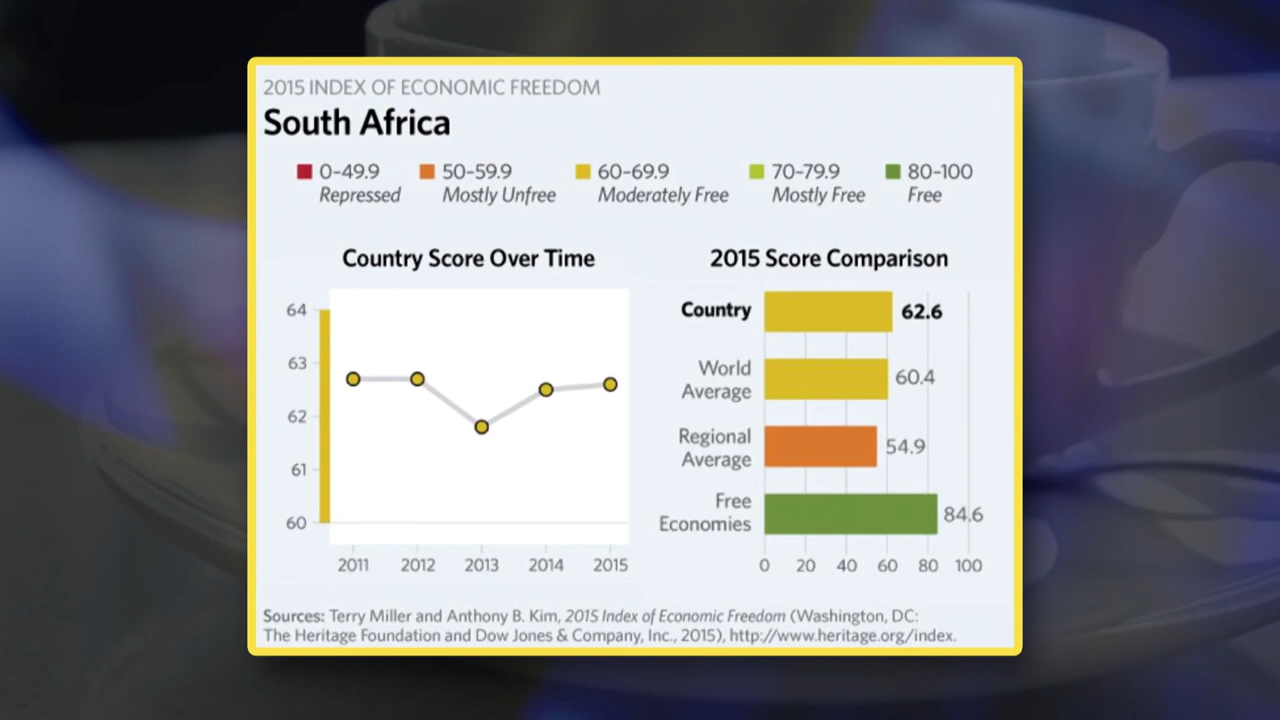 2015 INDEX OF ECONOMIC FREEDOM
South Africa
0–49.9
Repressed
50–59.9
Mostly Unfree
60–69.9
Moderately Free
70–79.9
Mostly Free
80–100
Free
Country Score Over Time
64
63
62
61
60
2011 2012 2013 2014 2015
2015 Score Comparison
Country 62.6
World
Average
60.4
Regional
Average
54.9
Free
Economies
84.6
0 20 40 60 80 100
Sources: Terry Miller and Anthony B. Kim, 2015 Index of Economic Freedom (Washington, DC:
The Heritage Foundation and Dow Jones & Company, Inc., 2015), http://www.heritage.org/index.